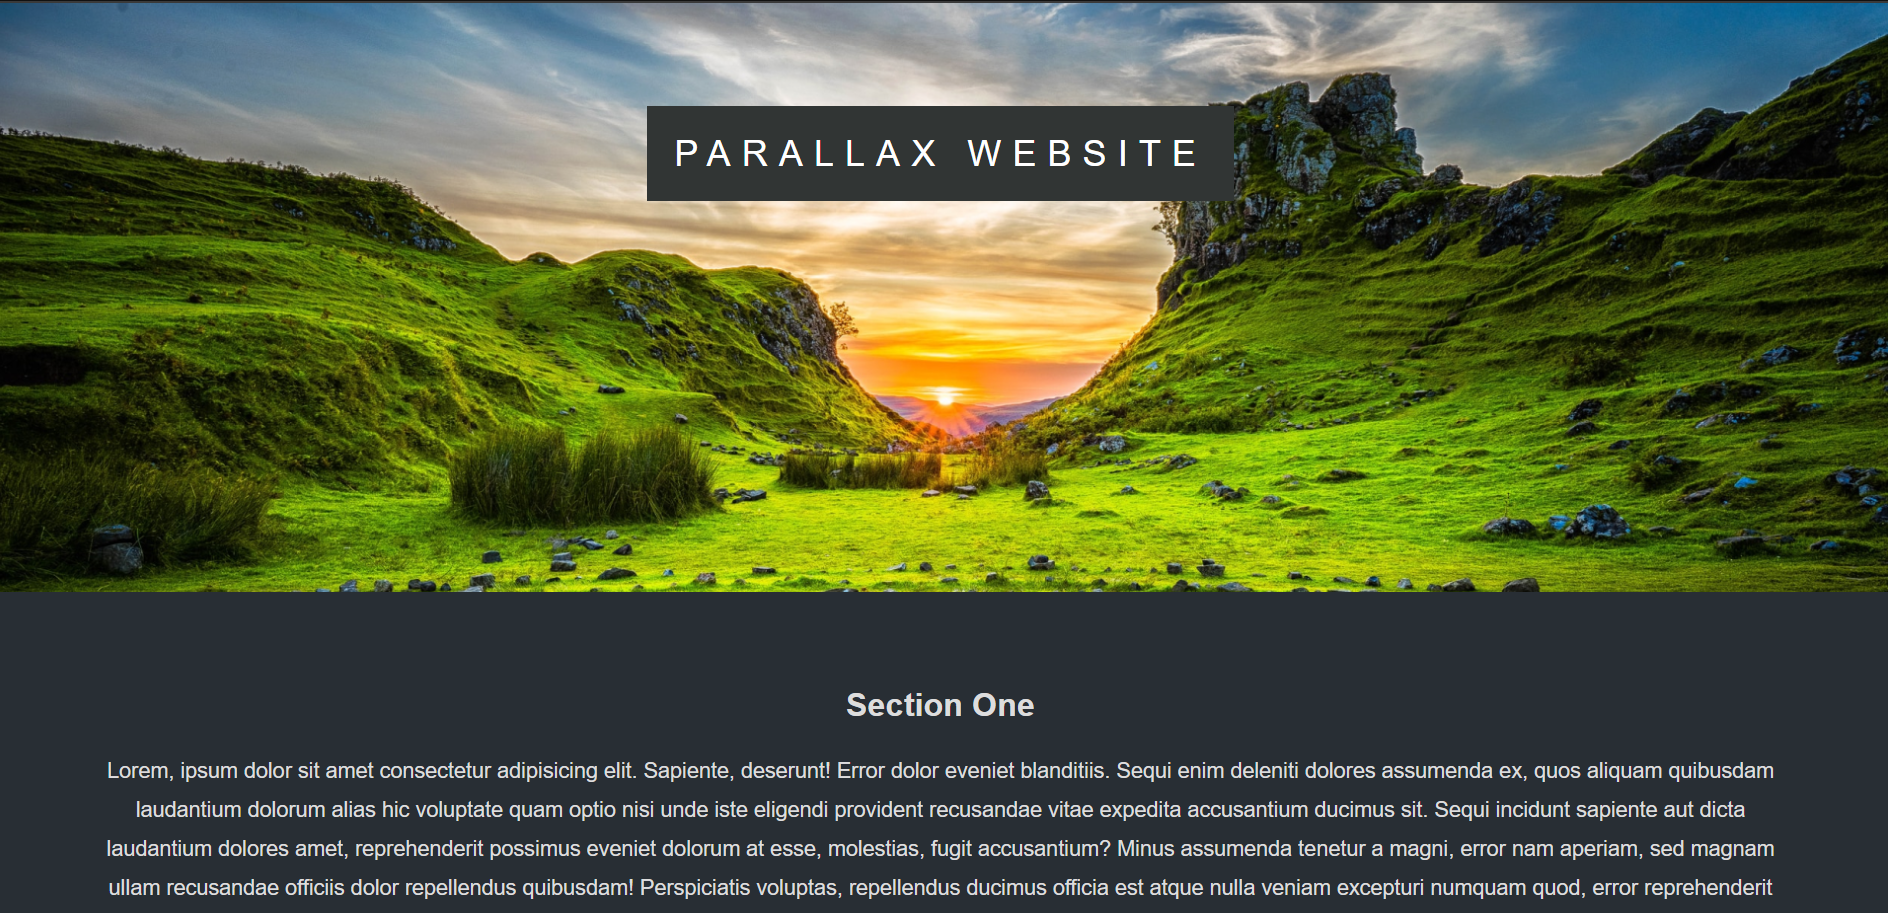 PARALLAX WEBSITE
Section One
Lorem, ipsum dolor sit amet consectetur adipisicing elit. Sapiente, deserunt! Error dolor eveniet blanditiis. Sequi enim deleniti dolores assumenda ex, quos aliquam quibusdam
laudantium dolorum alias hic voluptate quam optio nisi unde iste eligendi provident recusandae vitae expedita accusantium ducimus sit. Sequi incidunt sapiente aut dicta
laudantium dolores amet, reprehenderit possimus eveniet dolorum at esse, molestias, fugit accusantium? Minus assumenda tenetur a magni, error nam aperiam, sed magnam
ullam recusandae officiis dolor repellendus quibusdam! Perspiciatis voluptas, repellendus ducimus officia est atque nulla veniam excepturi numquam quod, error reprehenderit